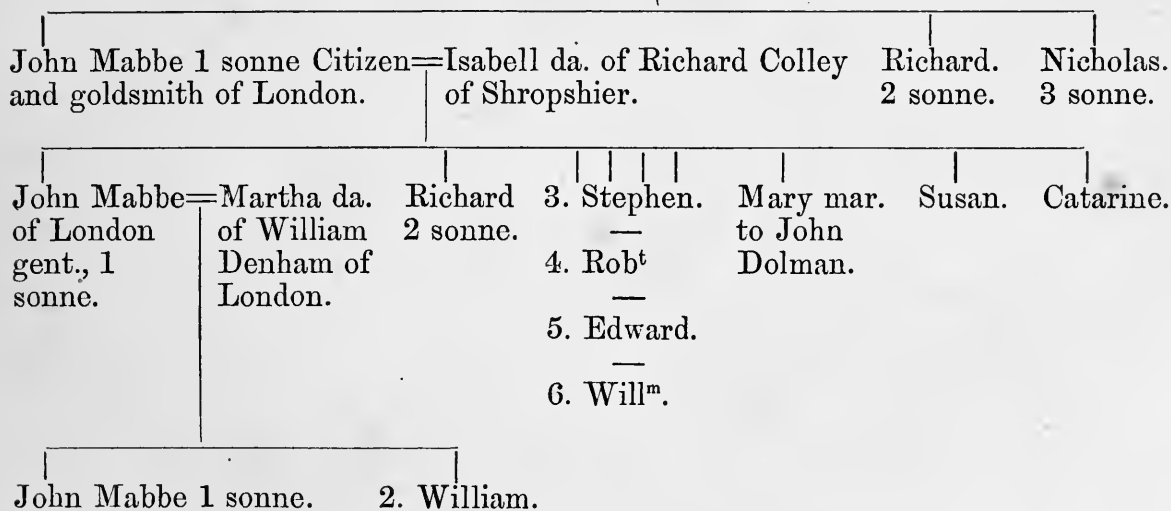 John Mabbe 1 sonne Citizen=Isabell da. of Richard Colley Richard. Nicholas.
and goldsmith of London. of Shropshier. 2 sonne. 3 sonne.
John Mabbe=Martha da. Richard 3. Stephen. Mary mar. Susan. Catarine.
of London of William 2 sonne. to John
gent., 1 Denham of 4. Robᵗ Dolman.
sonne. London.
5. Edward.
6. Willᵐ.
John Mabbe 1 sonne. 2. William.